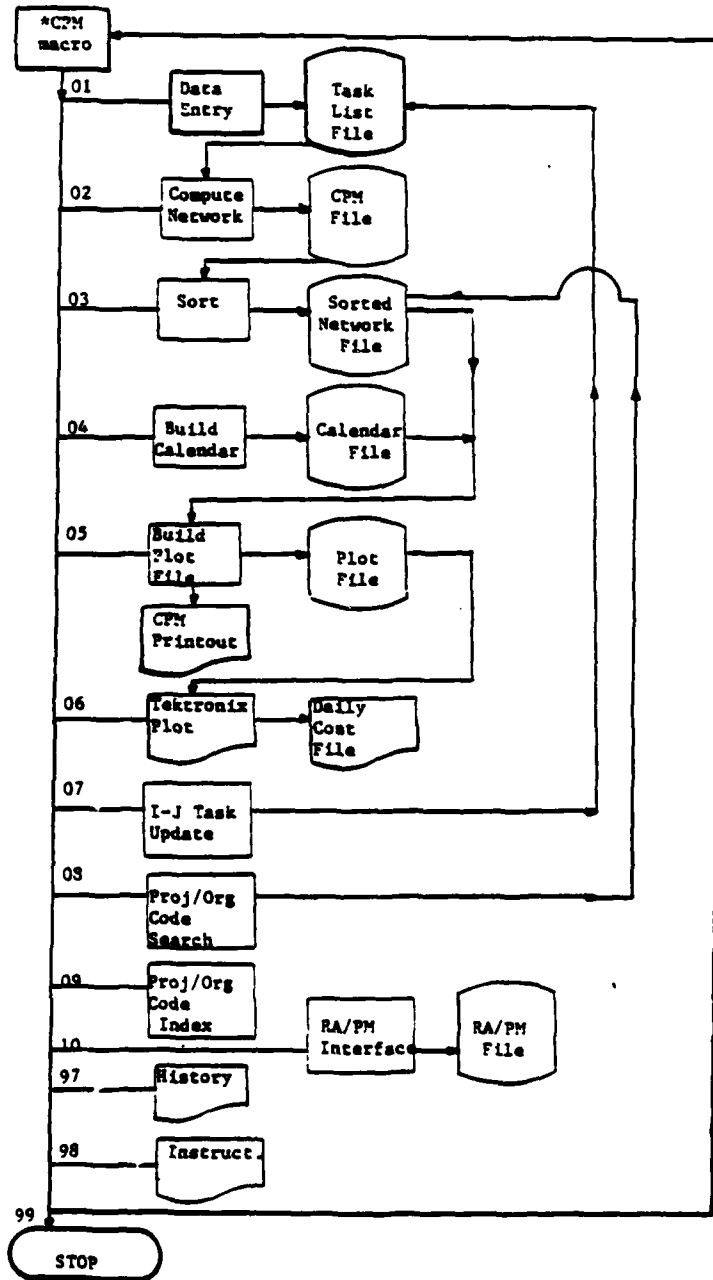 *CPM
macro
01
Data
Entry
Task
List
File
02
Compute
Network
CPM
File
03
Sort
Sorted
Network
File
04
Build
Calendar
Calendar
File
05
Build
Plot
File
Plot
File
CPM
Printout
06
Tektronix
Plot
Daily
Cost
File
07
I-J Task
Update
08
Proj/Org
Code
Search
09
Proj/Org
Code
Index
10
RA/PM
Interface
RA/PM
File
97
History
98
Instruct.
99
STOP